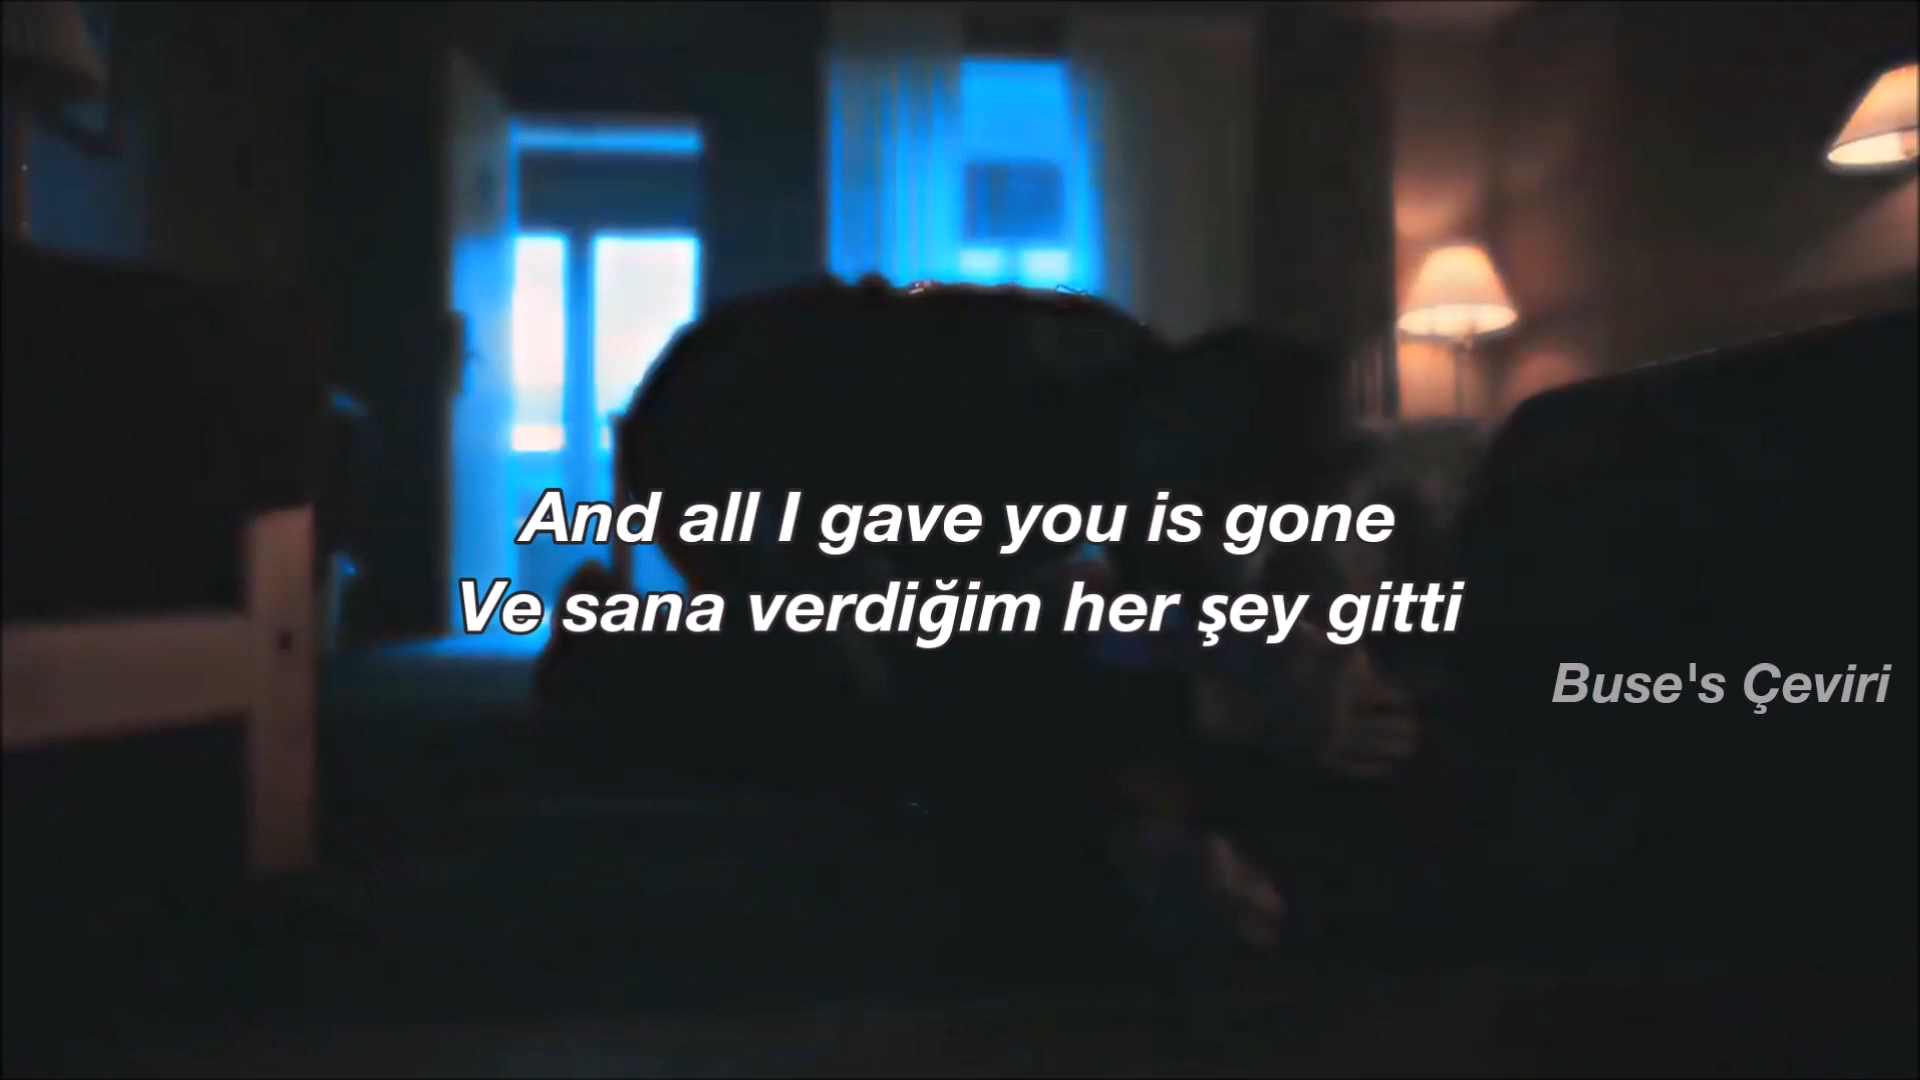 And all I gave you is gone
Ve sana verdiğim her şey gitti
Buse's Çeviri